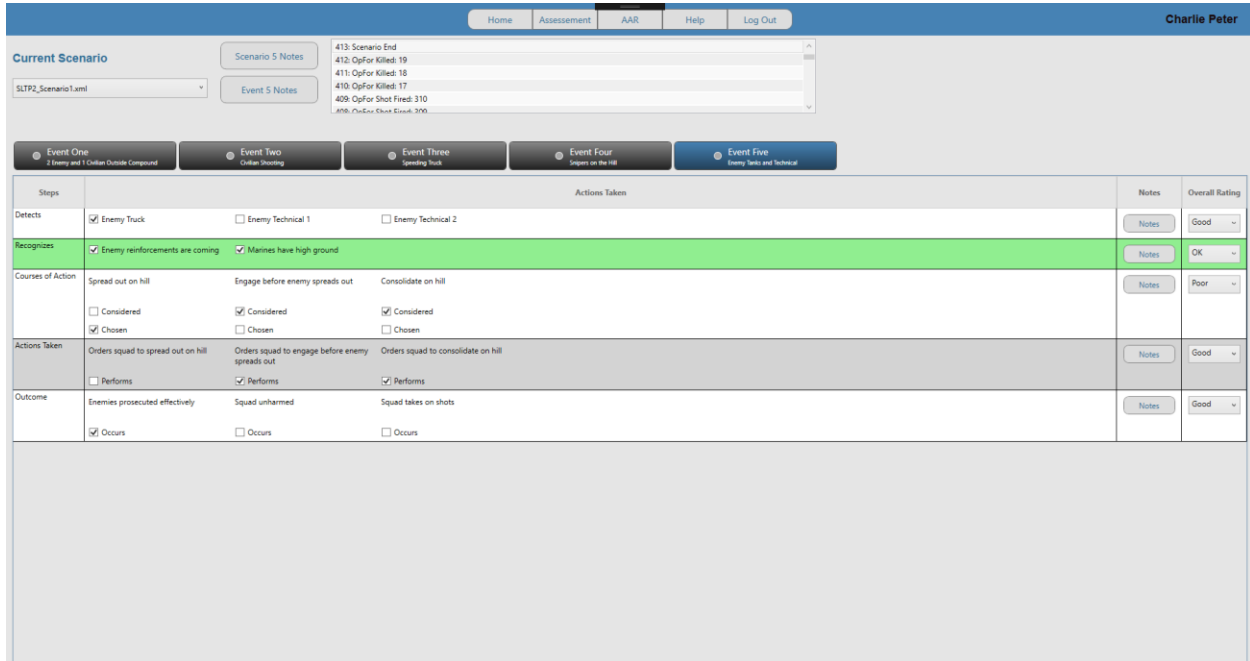 Home Assessement AAR Help Log Out Charlie Peter
Current Scenario
SLTP2_Scenario1.xml
Scenario 5 Notes
Event 5 Notes
413: Scenario End
412: OpFor Killed: 19
411: OpFor Killed: 18
410: OpFor Killed: 17
409: OpFor Shot Fired: 310
408: OpFor Shot Fired: 309
Event One
2 Enemy and 1 Civilian Outside Compound
Event Two
Civilian Shooting
Event Three
Speeding Truck
Event Four
Snipers on the Hill
Event Five
Enemy Tanks and Technical
Steps Actions Taken Notes Overall Rating
Detects Enemy Truck Enemy Technical 1 Enemy Technical 2 Notes Good
Recognizes Enemy reinforcements are coming Marines have high ground Notes OK
Courses of Action Spread out on hill Engage before enemy spreads out Consolidate on hill Notes Poor
Considered Considered Considered
Chosen Chosen Chosen
Actions Taken Orders squad to spread out on hill Orders squad to engage before enemy Orders squad to consolidate on hill Notes Good
spreads out
Performs Performs Performs
Outcome Enemies prosecuted effectively Squad unharmed Squad takes on shots Notes Good
Occurs Occurs Occurs